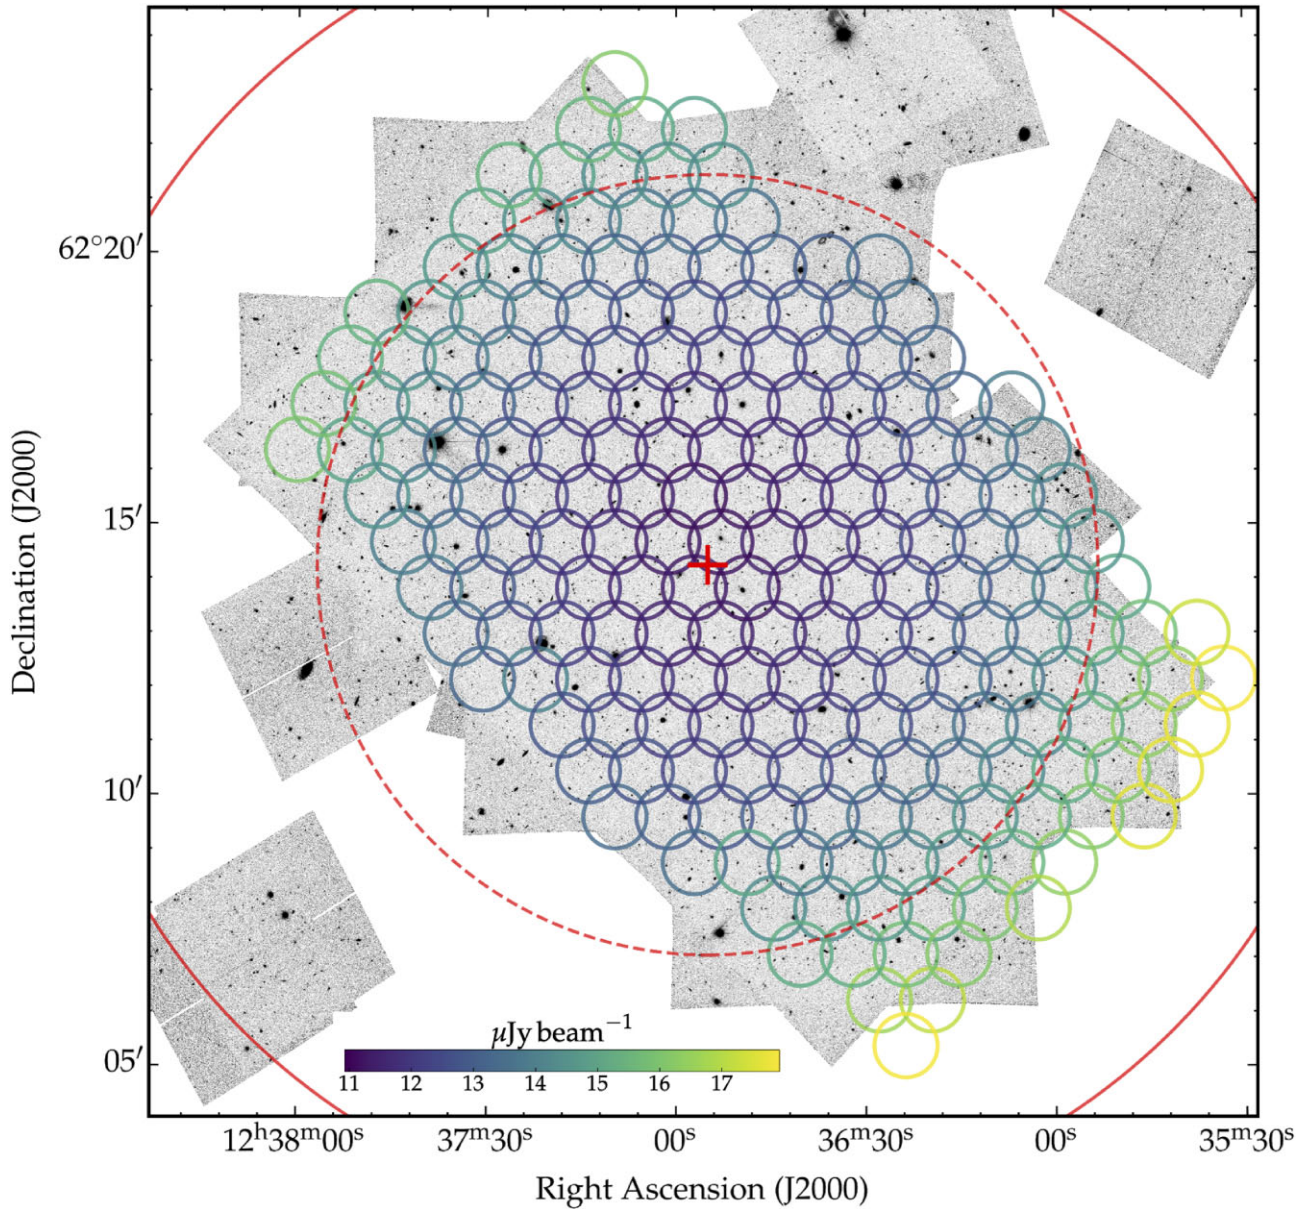 62°20′
15′
10′
05′
Declination (J2000)
μJy beam⁻¹
11 12 13 14 15 16 17
12ʰ38ᵐ00ˢ 37ᵐ30ˢ 00ˢ 36ᵐ30ˢ 00ˢ 35ᵐ30ˢ
Right Ascension (J2000)